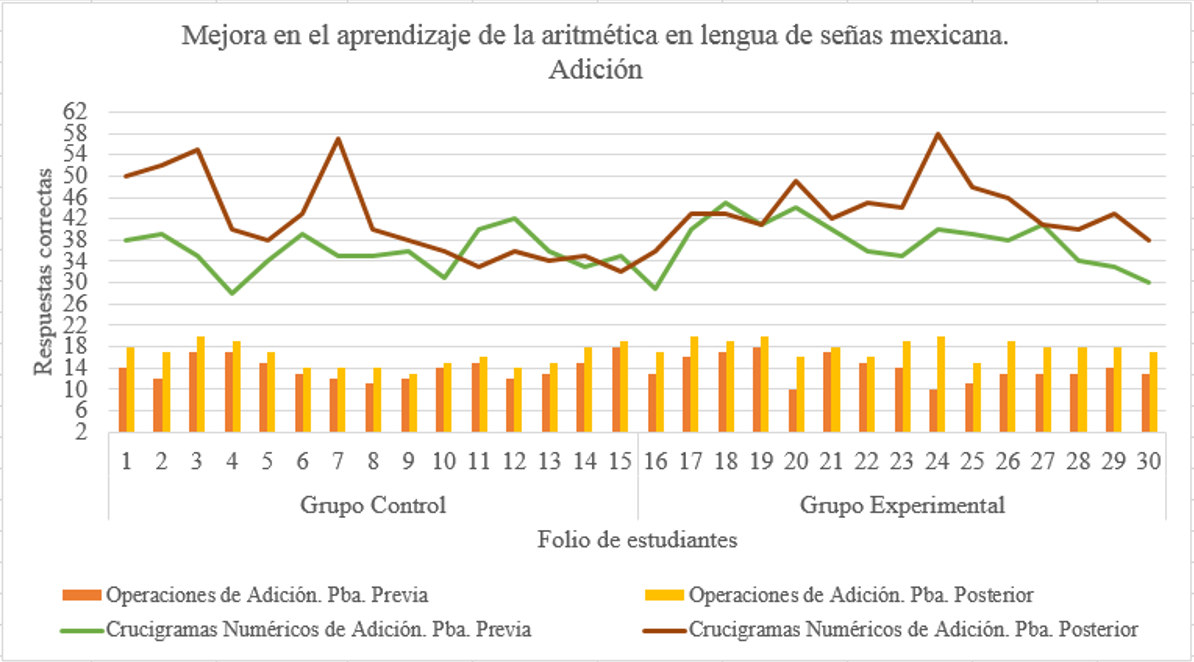 Mejora en el aprendizaje de la aritmética en lengua de señas mexicana.
Adición
Respuestas correctas
62
58
54
50
46
42
38
34
30
26
22
18
14
10
6
2
1 2 3 4 5 6 7 8 9 10 11 12 13 14 15 16 17 18 19 20 21 22 23 24 25 26 27 28 29 30
Grupo Control Grupo Experimental
Folio de estudiantes
Operaciones de Adición. Pba. Previa Operaciones de Adición. Pba. Posterior
Crucigramas Numéricos de Adición. Pba. Previa Crucigramas Numéricos de Adición. Pba. Posterior